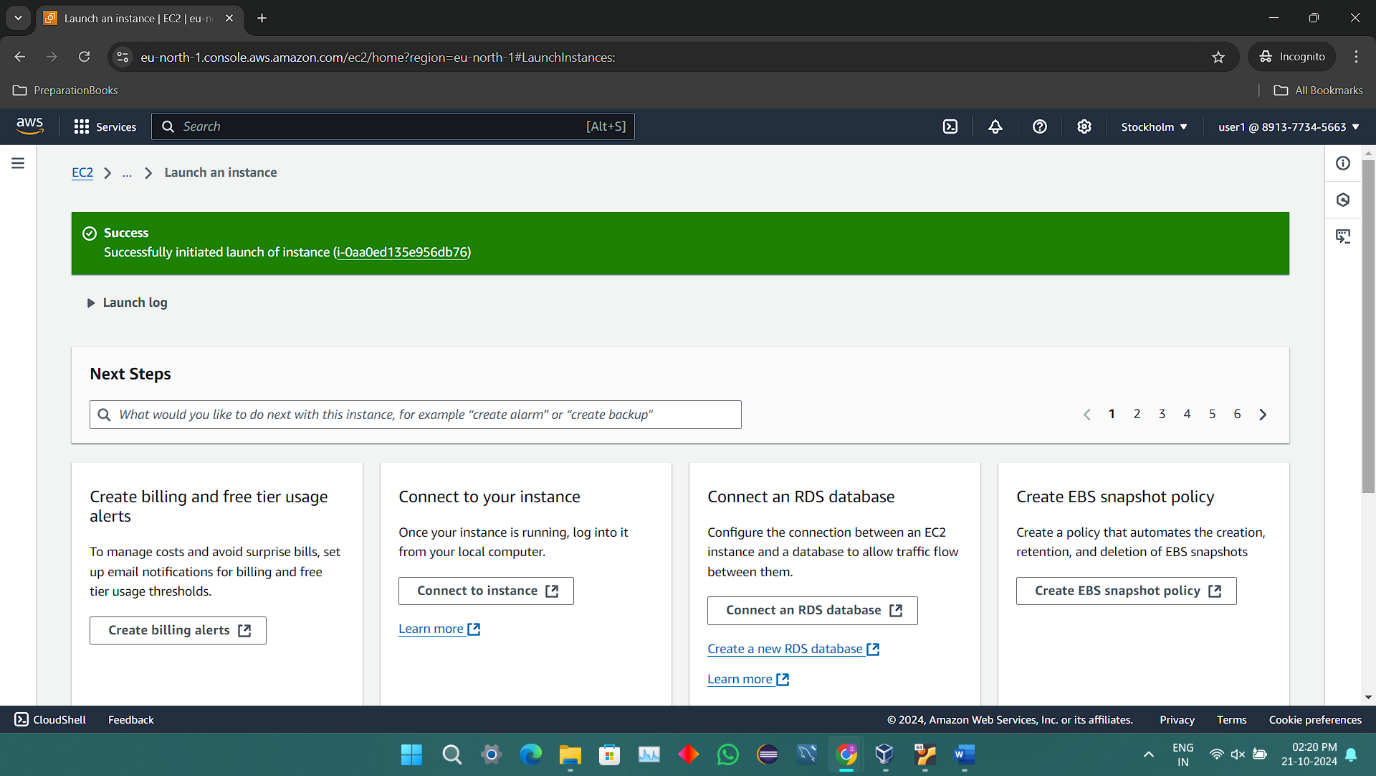 Launch an instance | EC2 | eu-n
eu-north-1.console.aws.amazon.com/ec2/home?region=eu-north-1#LaunchInstances:
Incognito
PreparationBooks
All Bookmarks
aws
Services
Search
[Alt+S]
Stockholm
user1 @ 8913-7734-5663
EC2
...
Launch an instance
Success
Successfully initiated launch of instance (i-0aa0ed135e956db76)
Launch log
Next Steps
What would you like to do next with this instance, for example “create alarm” or “create backup”
1 2 3 4 5 6
Create billing and free tier usage
alerts
To manage costs and avoid surprise bills, set
up email notifications for billing and free
tier usage thresholds.
Create billing alerts
Connect to your instance
Once your instance is running, log into it
from your local computer.
Connect to instance
Learn more
Connect an RDS database
Configure the connection between an EC2
instance and a database to allow traffic flow
between them.
Connect an RDS database
Create a new RDS database
Learn more
Create EBS snapshot policy
Create a policy that automates the creation,
retention, and deletion of EBS snapshots
Create EBS snapshot policy
CloudShell
Feedback
© 2024, Amazon Web Services, Inc. or its affiliates.
Privacy
Terms
Cookie preferences
ENG
IN
02:20 PM
21-10-2024